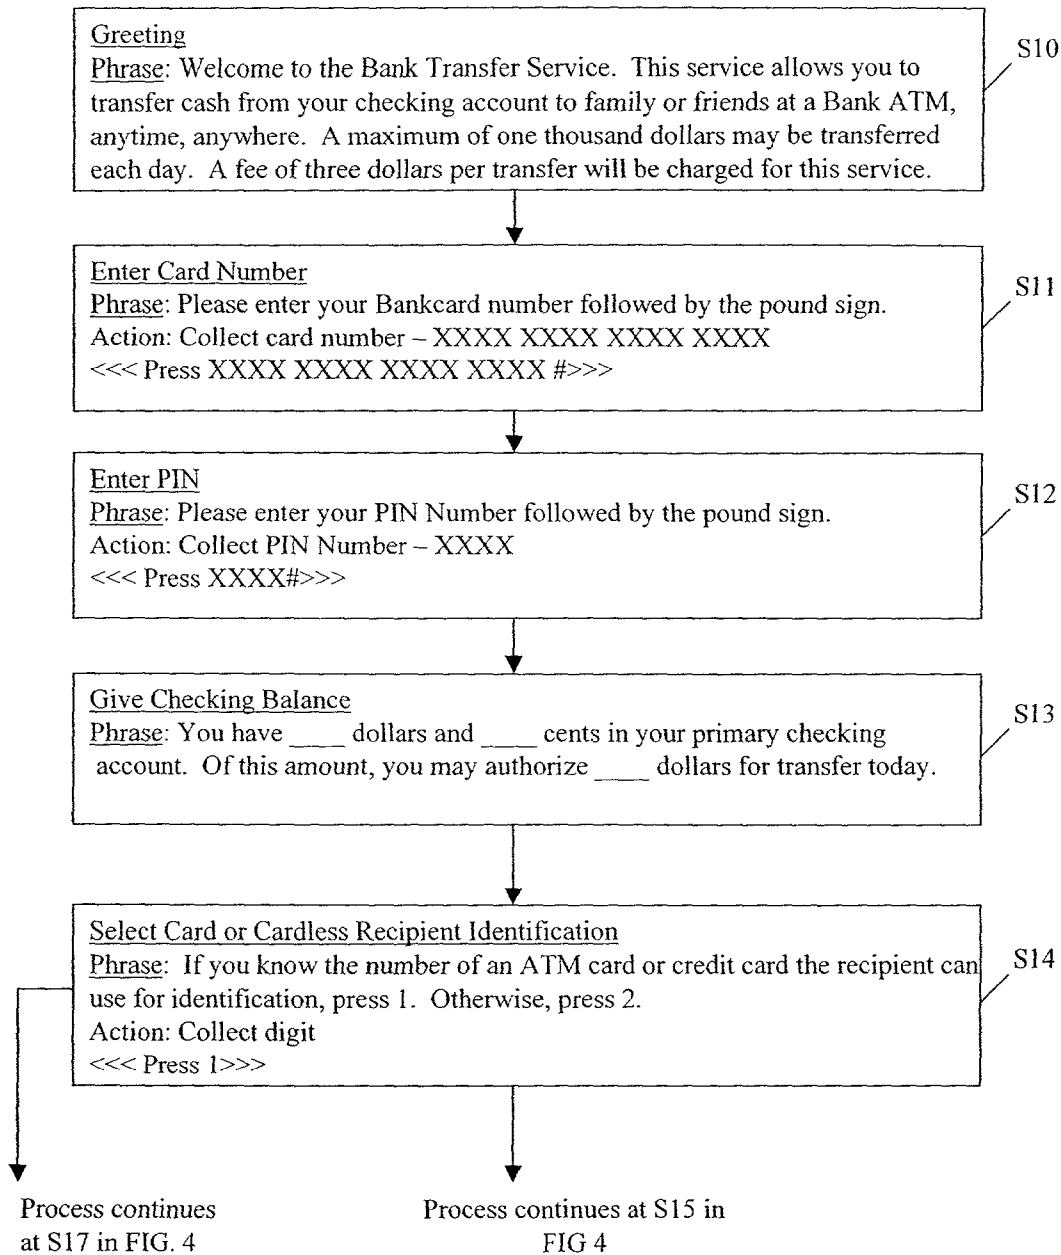 Greeting
S10
Phrase: Welcome to the Bank Transfer Service. This service allows you to
transfer cash from your checking account to family or friends at a Bank ATM,
anytime, anywhere. A maximum of one thousand dollars may be transferred
each day. A fee of three dollars per transfer will be charged for this service.
Enter Card Number
S11
Phrase: Please enter your Bankcard number followed by the pound sign.
Action: Collect card number – XXXX XXXX XXXX XXXX
<<< Press XXXX XXXX XXXX XXXX #>>>
Enter PIN
S12
Phrase: Please enter your PIN Number followed by the pound sign.
Action: Collect PIN Number – XXXX
<<< Press XXXX#>>>
Give Checking Balance
S13
Phrase: You have ____ dollars and ____ cents in your primary checking
account. Of this amount, you may authorize ____ dollars for transfer today.
Select Card or Cardless Recipient Identification
S14
Phrase: If you know the number of an ATM card or credit card the recipient can
use for identification, press 1. Otherwise, press 2.
Action: Collect digit
<<< Press 1>>>
Process continues
at S17 in FIG. 4
Process continues at S15 in
FIG 4